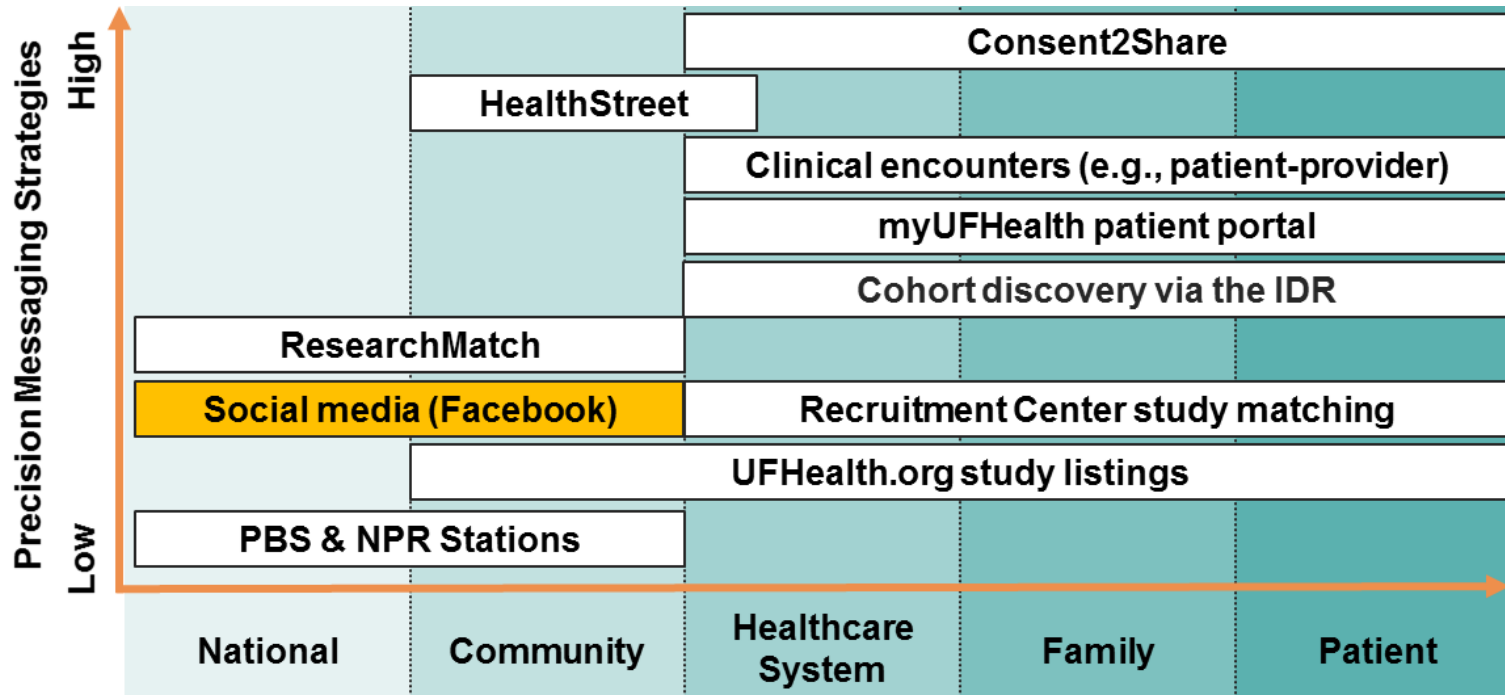 Precision Messaging Strategies
High
Low
Consent2Share
HealthStreet
Clinical encounters (e.g., patient-provider)
myUFHealth patient portal
Cohort discovery via the IDR
ResearchMatch
Social media (Facebook)
Recruitment Center study matching
UFHealth.org study listings
PBS & NPR Stations
National
Community
Healthcare
System
Family
Patient